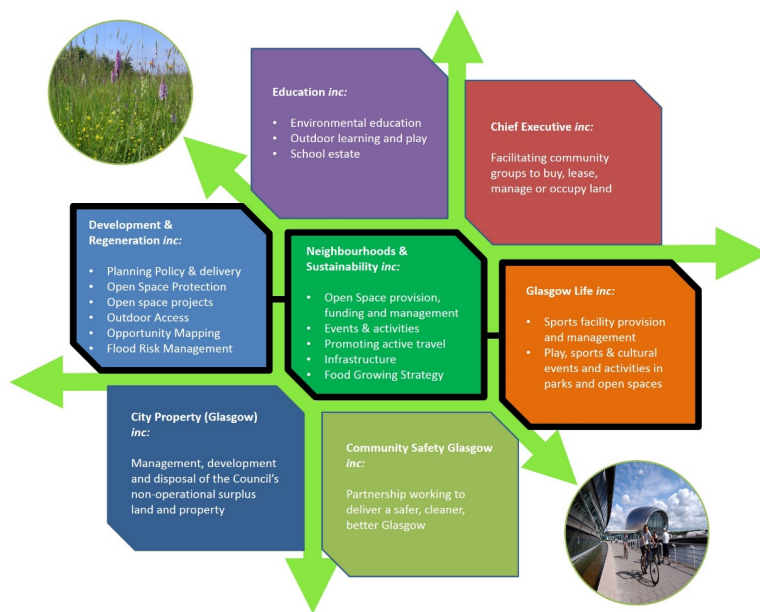 Education inc:
• Environmental education
• Outdoor learning and play
• School estate
Chief Executive inc:
Facilitating community
groups to buy, lease,
manage or occupy land
Development &
Regeneration inc:
• Planning Policy & delivery
• Open Space Protection
• Open space projects
• Outdoor Access
• Opportunity Mapping
• Flood Risk Management
Neighbourhoods &
Sustainability inc:
• Open Space provision,
funding and management
• Events & activities
• Promoting active travel
• Infrastructure
• Food Growing Strategy
Glasgow Life inc:
• Sports facility provision
and management
• Play, sports & cultural
events and activities in
parks and open spaces
City Property (Glasgow)
inc:
Management, development
and disposal of the Council's
non-operational surplus
land and property
Community Safety Glasgow
inc:
Partnership working to
deliver a safer, cleaner,
better Glasgow